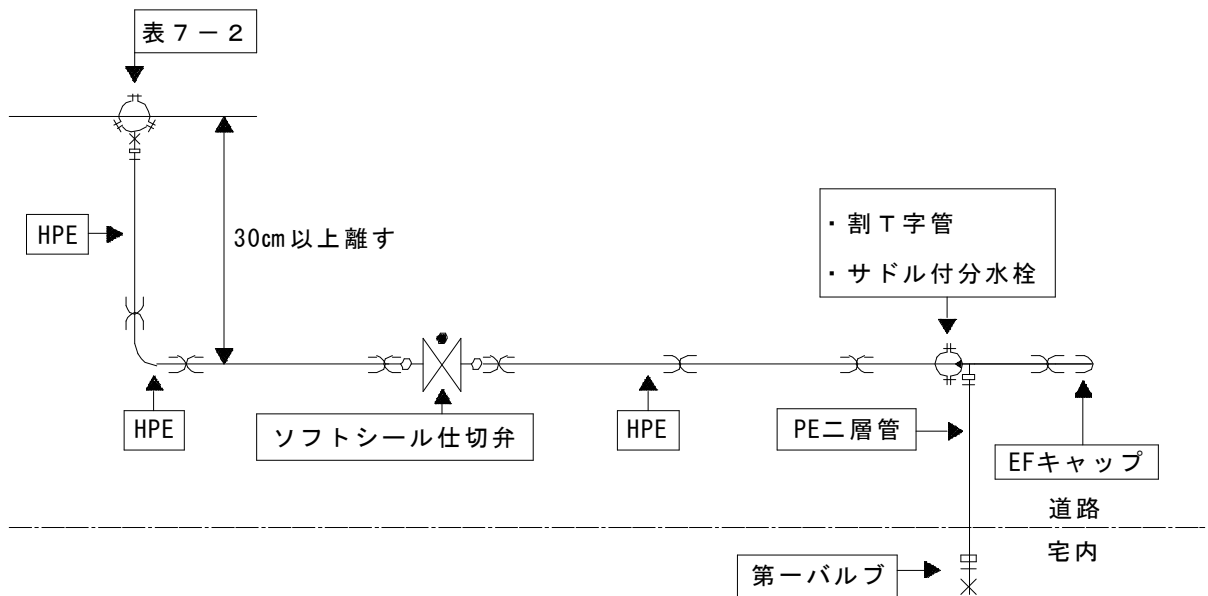 表７－２
HPE
30㎝以上離す
・割Ｔ字管
・サドル付分水栓
HPE
ソフトシール仕切弁
HPE
PE二層管
EFキャップ
道路
宅内
第一バルブ